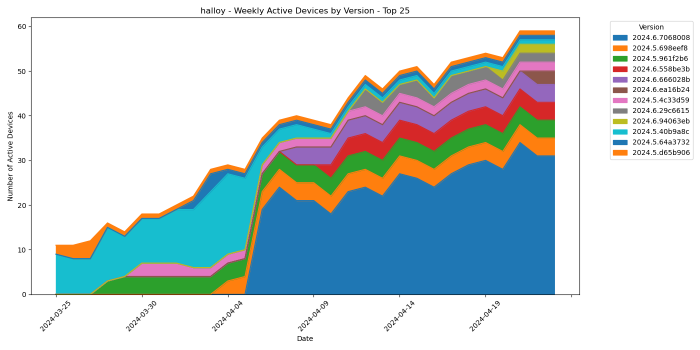 halloy - Weekly Active Devices by Version - Top 25
Number of Active Devices
60
50
40
30
20
10
0
2024-03-25
2024-03-30
2024-04-04
2024-04-09
2024-04-14
2024-04-19
Date
Version
2024.6.7068008
2024.5.698eef8
2024.5.961f2b6
2024.6.558be3b
2024.6.666028b
2024.6.ea16b24
2024.5.4c33d59
2024.6.29c6615
2024.6.94063eb
2024.5.40b9a8c
2024.5.64a3732
2024.5.d65b906